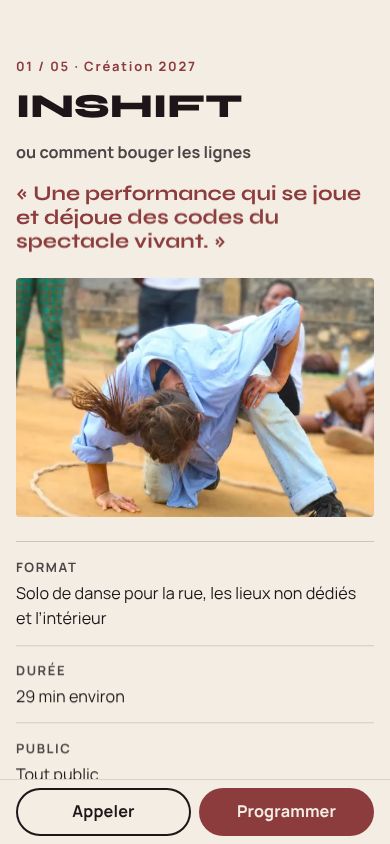 01 / 05 · Création 2027
INSHIFT
ou comment bouger les lignes
« Une performance qui se joue
et déjoue des codes du
spectacle vivant. »
FORMAT
Solo de danse pour la rue, les lieux non dédiés
et l'intérieur
DURÉE
29 min environ
PUBLIC
Tout public
Appeler
Programmer